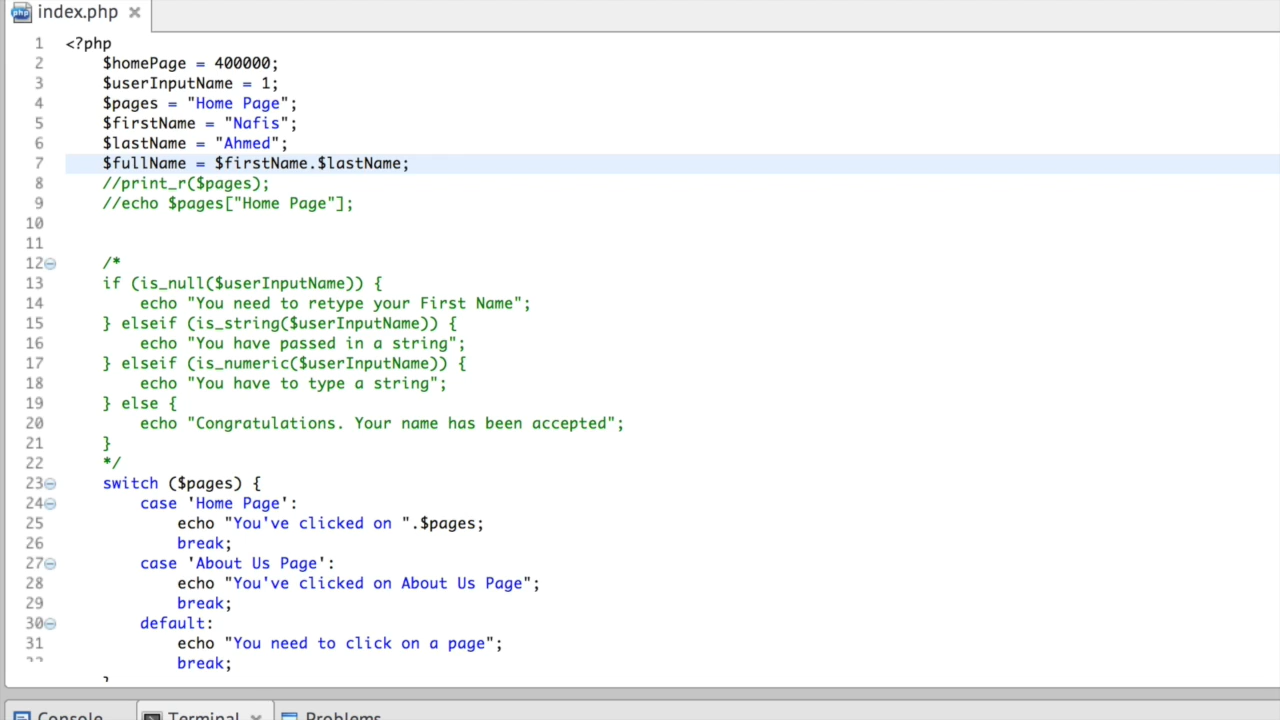 index.php
1 <?php
2 $homePage = 400000;
3 $userInputName = 1;
4 $pages = "Home Page";
5 $firstName = "Nafis";
6 $lastName = "Ahmed";
7 $fullName = $firstName.$lastName;
8 //print_r($pages);
9 //echo $pages["Home Page"];
10
11
12 /*
13 if (is_null($userInputName)) {
14 echo "You need to retype your First Name";
15 } elseif (is_string($userInputName)) {
16 echo "You have passed in a string";
17 } elseif (is_numeric($userInputName)) {
18 echo "You have to type a string";
19 } else {
20 echo "Congratulations. Your name has been accepted";
21 }
22 */
23 switch ($pages) {
24 case 'Home Page':
25 echo "You've clicked on ".$pages;
26 break;
27 case 'About Us Page':
28 echo "You've clicked on About Us Page";
29 break;
30 default:
31 echo "You need to click on a page";
break;
Console Terminal Problems